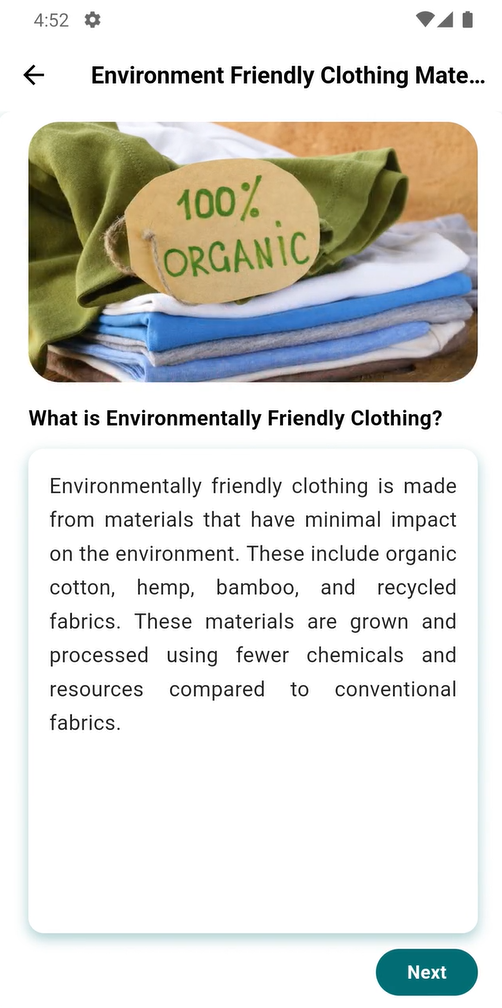 4:52
Environment Friendly Clothing Mate...
100%
ORGANIC
What is Environmentally Friendly Clothing?
Environmentally friendly clothing is made
from materials that have minimal impact
on the environment. These include organic
cotton, hemp, bamboo, and recycled
fabrics. These materials are grown and
processed using fewer chemicals and
resources compared to conventional
fabrics.
Next